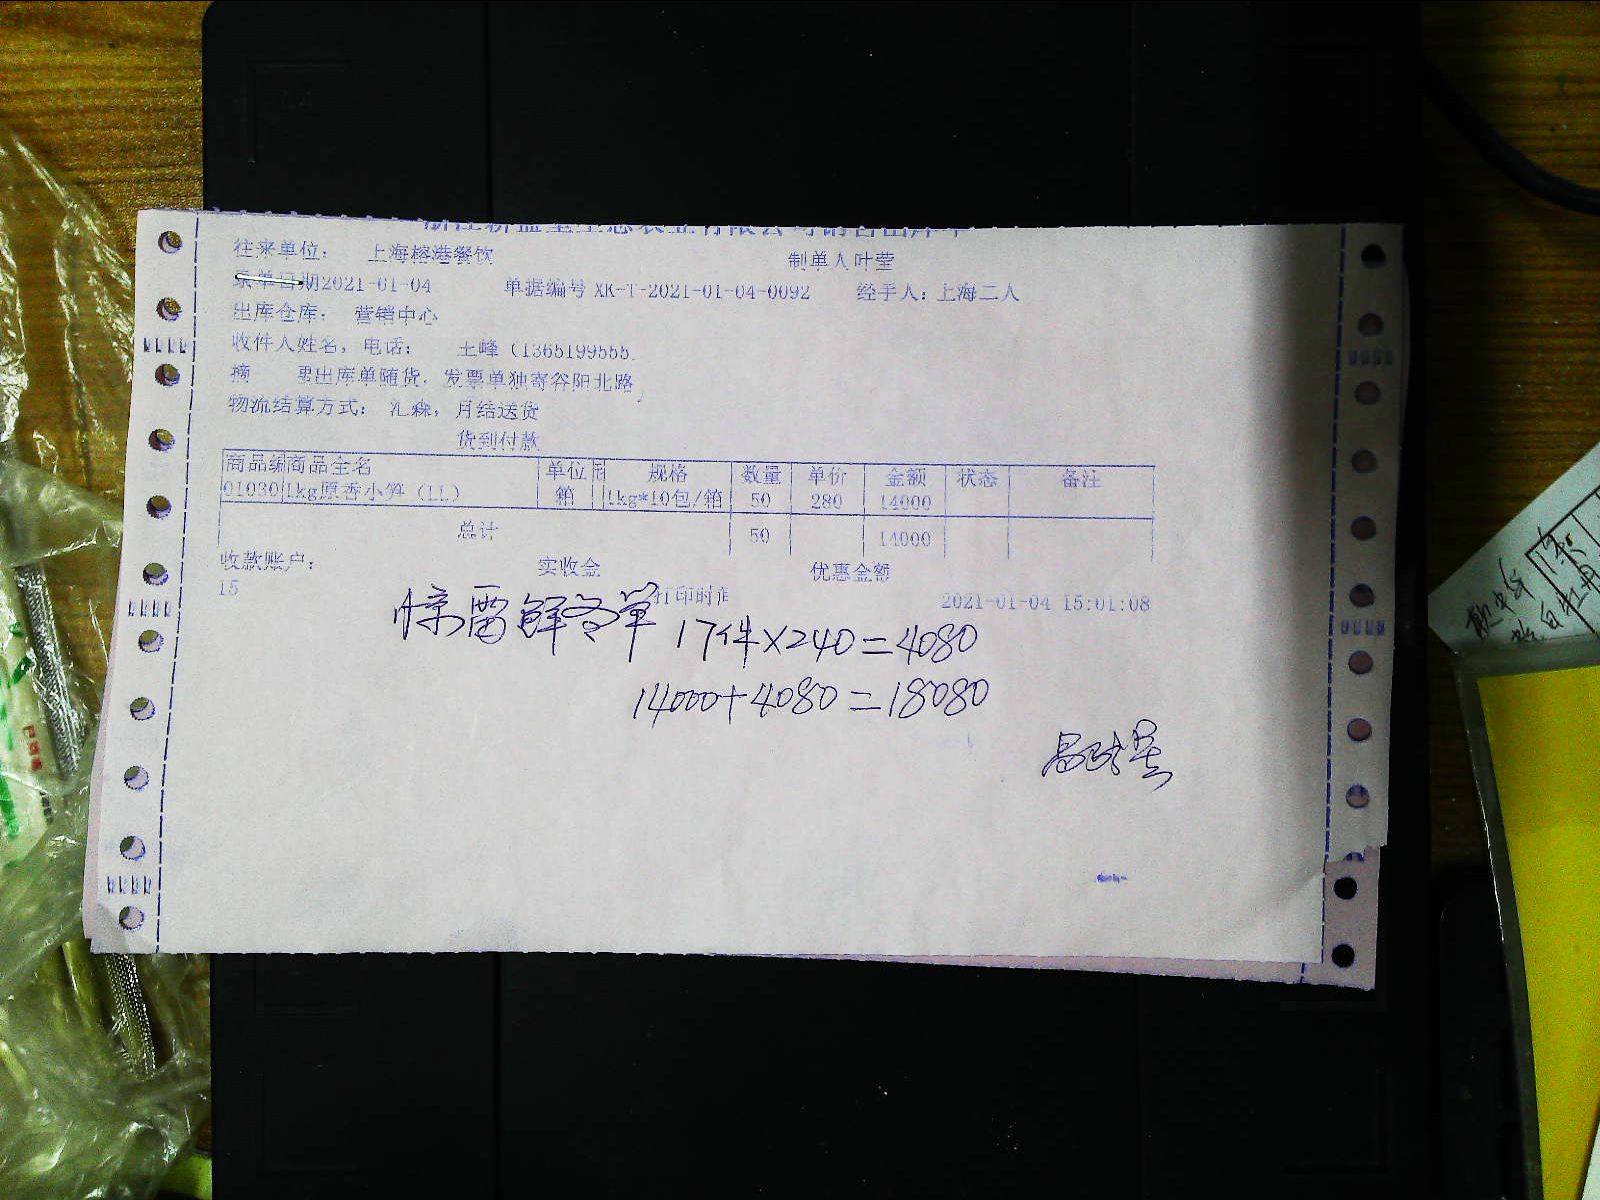 往来单位： 上海榕港餐饮 制单人叶莹
录单日期2021-01-04 单据编号 XK-T-2021-01-04-0092 经手人：上海二人
出库仓库： 营销中心
收件人姓名，电话： 王峰（1365199555
摘 出库单随货．发票单独寄谷阳北路
物流结算方式： 汇森，月结送货
货到付款
商品编 商品全名 单位 规格 数量 单价 金额 状态 备注
01030 1kg原香小笋（LL） 箱 1kg*10包/箱 50 280 14000
总计 50 14000
收款账户： 实收金 优惠金额
15 打印时间 2021-01-04 15:01:08
惊雷鲜冬笋 17件×240=4080
14000+4080=18080